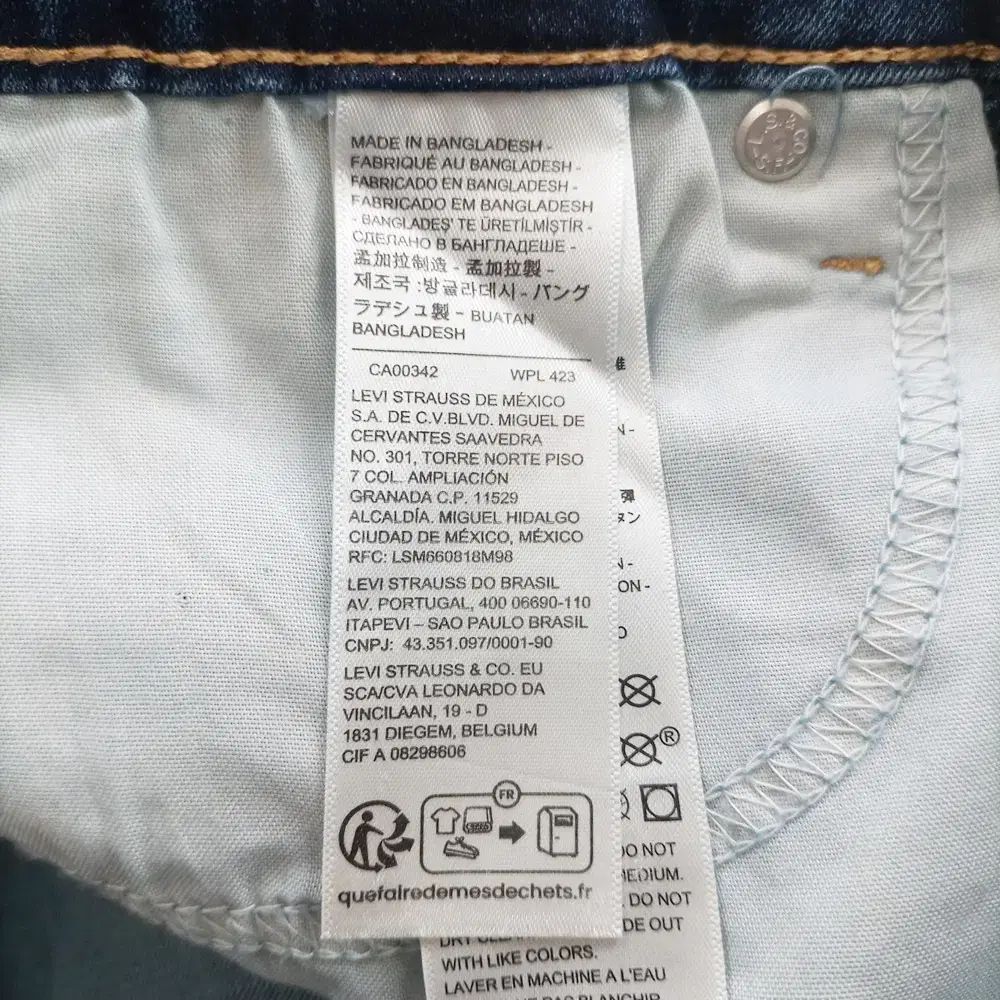 MADE IN BANGLADESH -
FABRIQUÉ AU BANGLADESH -
FABRICADO EN BANGLADESH -
FABRICADO EM BANGLADESH
- BANGLADEŞ' TE ÜRETİLMİŞTİR -
СДЕЛАНО В БАНГЛАДЕШЕ -
孟加拉制造 - 孟加拉製 -
제조국 :방글라데시 - バング
ラデシュ製 - BUATAN
BANGLADESH
CA00342 WPL 423
LEVI STRAUSS DE MÉXICO
S.A. DE C.V.BLVD. MIGUEL DE
CERVANTES SAAVEDRA
NO. 301, TORRE NORTE PISO
7 COL. AMPLIACIÓN
GRANADA C.P. 11529
ALCALDÍA. MIGUEL HIDALGO
CIUDAD DE MÉXICO, MÉXICO
RFC: LSM660818M98
LEVI STRAUSS DO BRASIL
AV. PORTUGAL, 400 06690-110
ITAPEVI – SAO PAULO BRASIL
CNPJ: 43.351.097/0001-90
LEVI STRAUSS & CO. EU
SCA/CVA LEONARDO DA
VINCILAAN, 19 - D
1831 DIEGEM, BELGIUM
CIF A 08298606
FR
quefairedemesdechets.fr
L.S.&CO
S.F.
弾
タン
N -
ON -
®
DO NOT
MEDIUM.
. DO NOT
DE OUT
WITH LIKE COLORS.
LAVER EN MACHINE A L'EAU